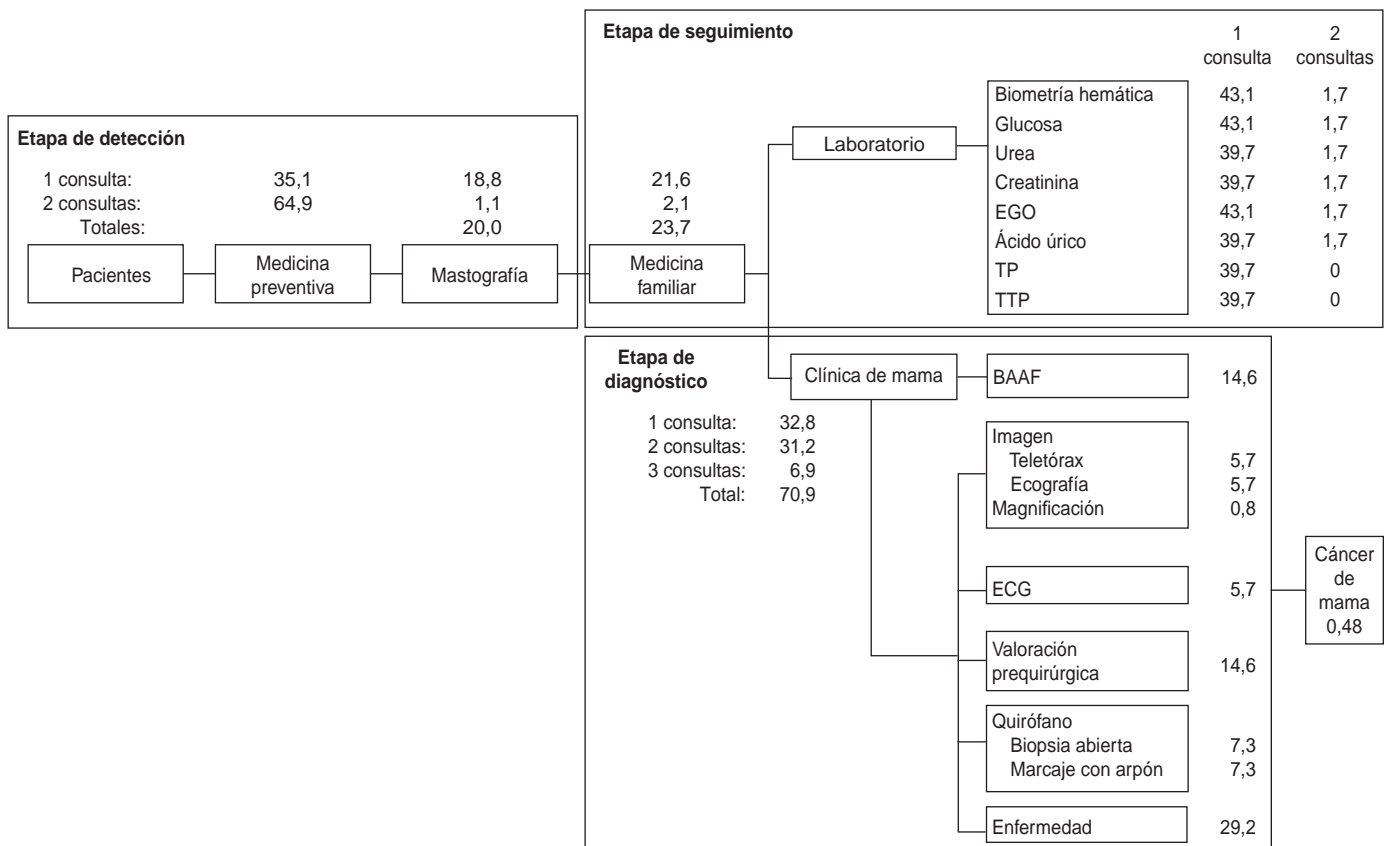 Etapa de detección
1 consulta: 35,1 18,8
2 consultas: 64,9 1,1
Totales: 20,0
Pacientes
Medicina
preventiva
Mastografía
Etapa de seguimiento
1
consulta
2
consultas
21,6
2,1
23,7
Medicina
familiar
Laboratorio
Biometría hemática 43,1 1,7
Glucosa 43,1 1,7
Urea 39,7 1,7
Creatinina 39,7 1,7
EGO 43,1 1,7
Ácido úrico 39,7 1,7
TP 39,7 0
TTP 39,7 0
Etapa de
diagnóstico
1 consulta: 32,8
2 consultas: 31,2
3 consultas: 6,9
Total: 70,9
Clínica de mama
BAAF 14,6
Imagen
Teletórax 5,7
Ecografía 5,7
Magnificación 0,8
ECG 5,7
Valoración
prequirúrgica 14,6
Quirófano
Biopsia abierta 7,3
Marcaje con arpón 7,3
Enfermedad 29,2
Cáncer
de
mama
0,48